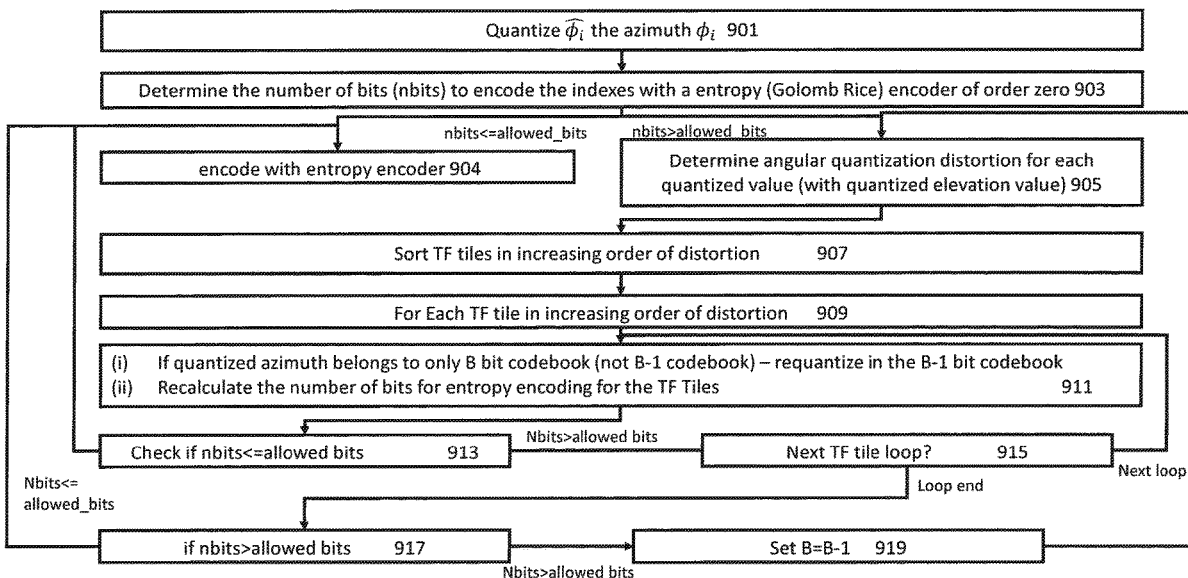 Quantize $\widehat{\phi_i}$ the azimuth $\phi_i$ 901
Determine the number of bits (nbits) to encode the indexes with a entropy (Golomb Rice) encoder of order zero 903
nbits<=allowed_bits
nbits>allowed_bits
encode with entropy encoder 904
Determine angular quantization distortion for each
quantized value (with quantized elevation value) 905
Sort TF tiles in increasing order of distortion 907
For Each TF tile in increasing order of distortion 909
(i) If quantized azimuth belongs to only B bit codebook (not B-1 codebook) – requantize in the B-1 bit codebook
(ii) Recalculate the number of bits for entropy encoding for the TF Tiles 911
Check if nbits<=allowed bits 913
Nbits>allowed bits
Next TF tile loop? 915
Next loop
Nbits<=
allowed_bits
Loop end
if nbits>allowed bits 917
Nbits>allowed bits
Set B=B-1 919